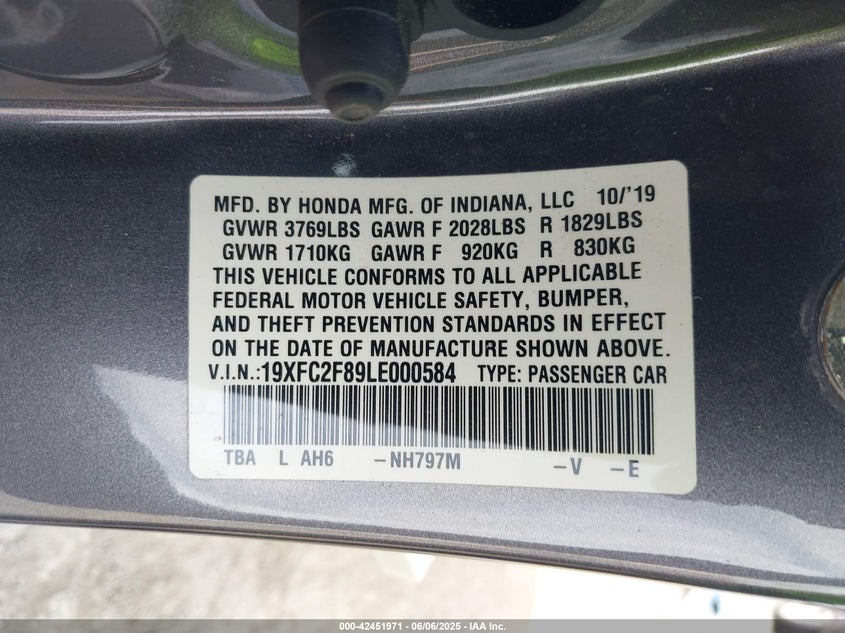 MFD. BY HONDA MFG. OF INDIANA, LLC 10/'19
GVWR 3769LBS GAWR F 2028LBS R 1829LBS
GVWR 1710KG GAWR F 920KG R 830KG
THIS VEHICLE CONFORMS TO ALL APPLICABLE
FEDERAL MOTOR VEHICLE SAFETY, BUMPER,
AND THEFT PREVENTION STANDARDS IN EFFECT
ON THE DATE OF MANUFACTURE SHOWN ABOVE.
V.I.N.:19XFC2F89LE000584 TYPE: PASSENGER CAR
TBA L AH6 -NH797M -V -E
000-42451971 - 06/06/2025 - IAA Inc.